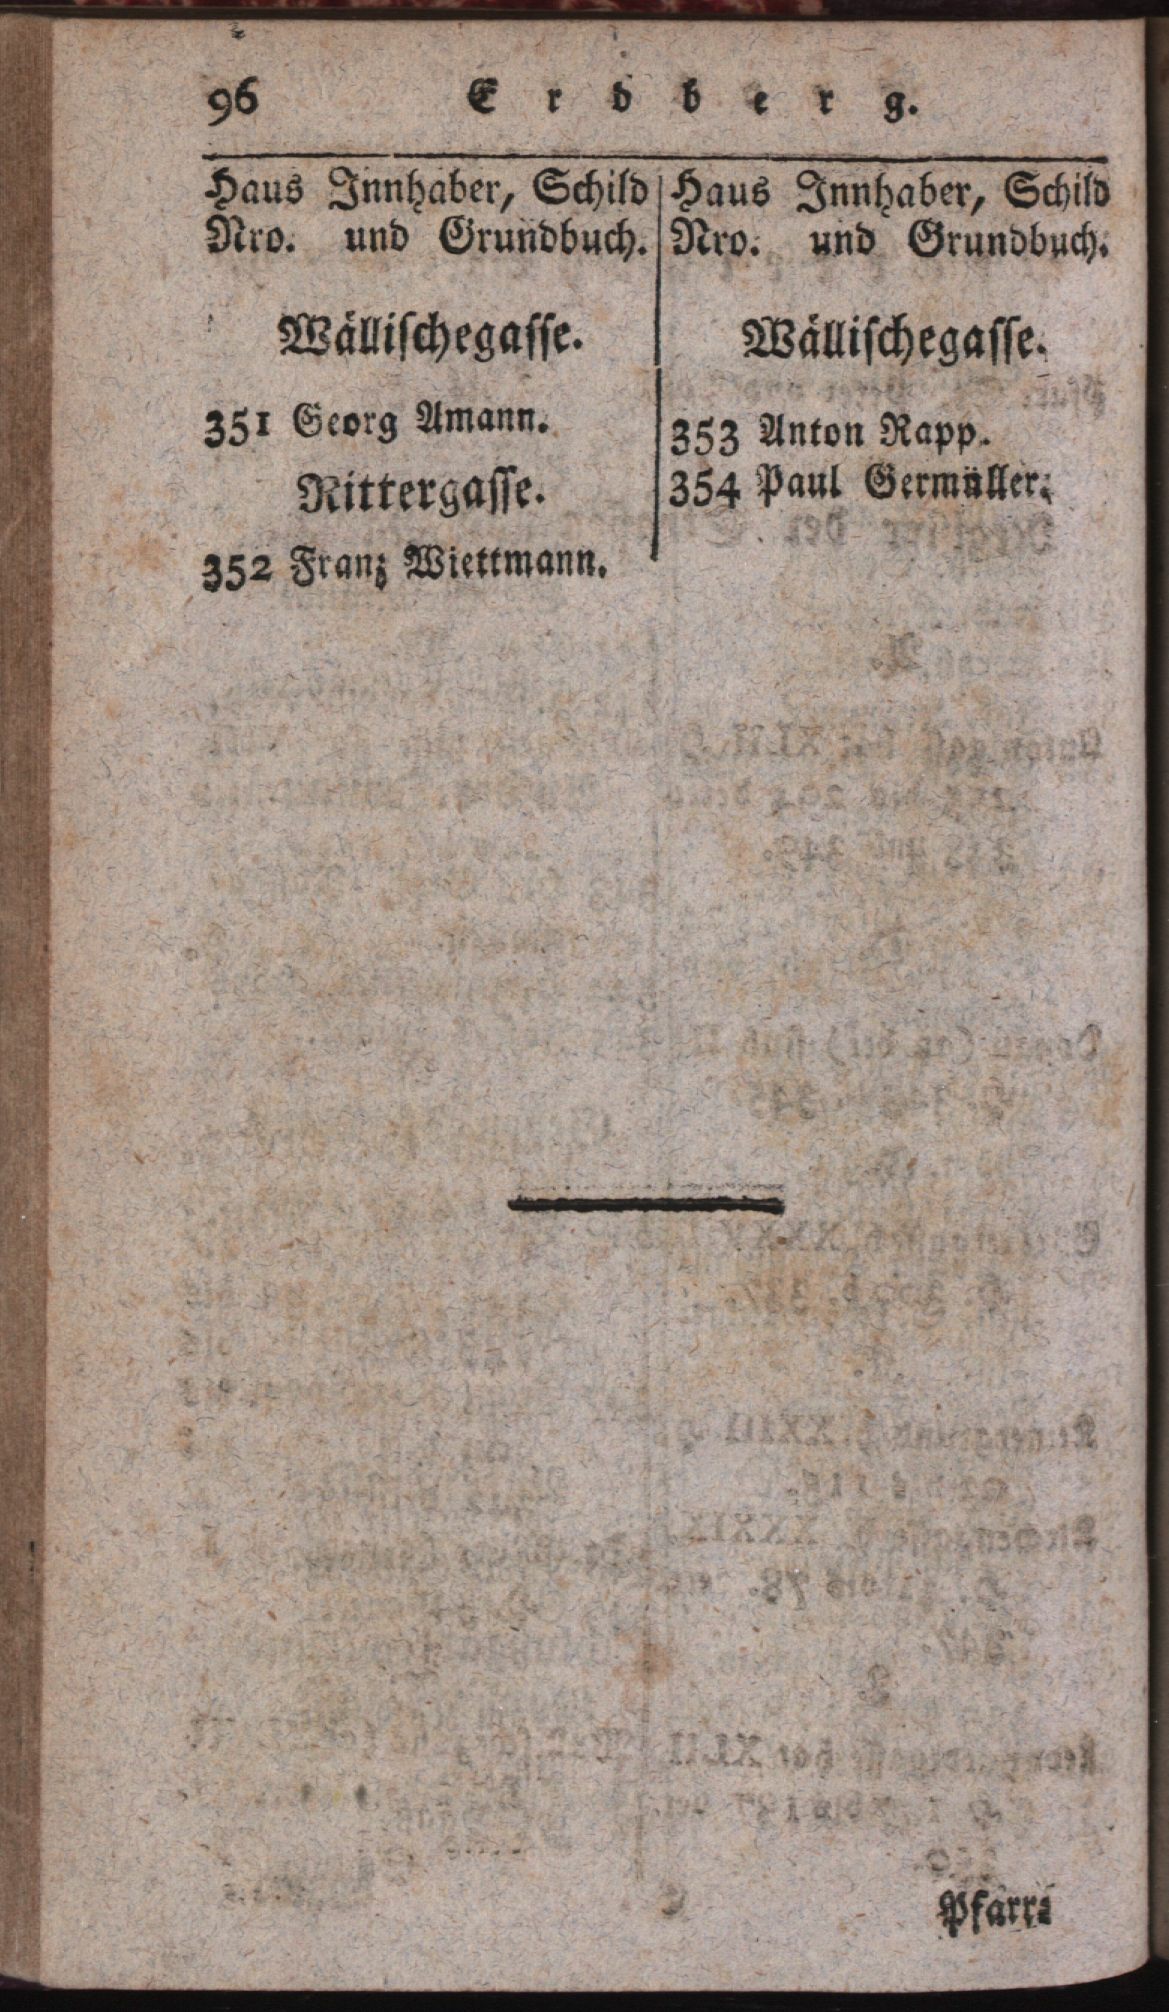 96 Erdberg.
Haus Innhaber, Schild
Nro. und Grundbuch.
Wällischegasse.
351 Georg Amann.
Rittergasse.
352 Franz Wiettmann.
Haus Innhaber, Schild
Nro. und Grundbuch.
Wällischegasse.
353 Anton Rapp.
354 Paul Germüller.
Pfarr=